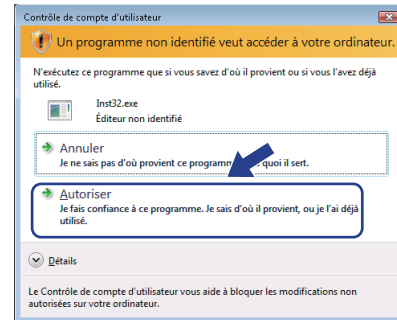 Contrôle de compte d'utilisateur
Un programme non identifié veut accéder à votre ordinateur.
N'exécutez ce programme que si vous savez d'où il provient ou si vous l'avez déjà
utilisé.
Inst32.exe
Éditeur non identifié
Annuler
Je ne sais pas d'où provient ce programm quoi il sert.
Autoriser
Je fais confiance à ce programme. Je sais d'où il provient, ou je l'ai déjà
utilisé.
Détails
Le Contrôle de compte d'utilisateur vous aide à bloquer les modifications non
autorisées sur votre ordinateur.